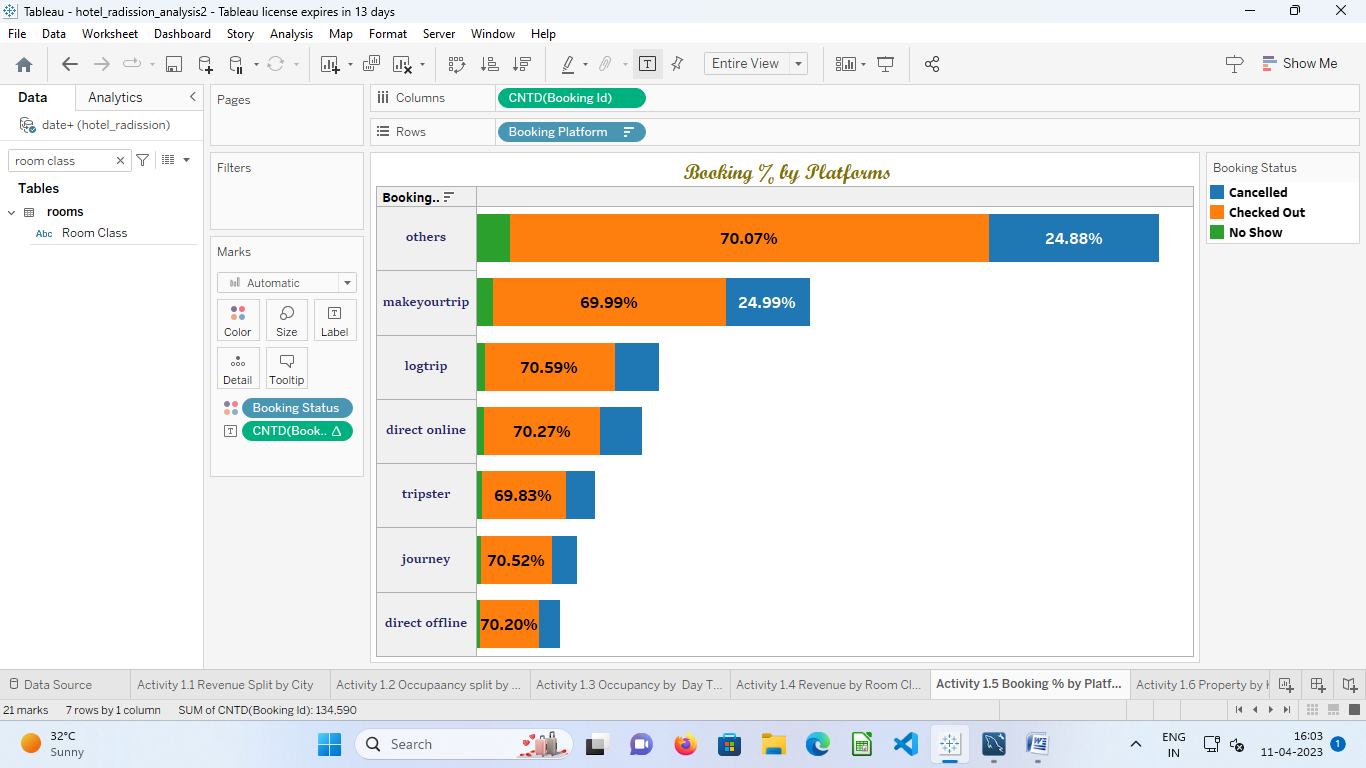 Tableau - hotel_radission_analysis2 - Tableau license expires in 13 days
File Data Worksheet Dashboard Story Analysis Map Format Server Window Help
Entire View
Show Me
Data Analytics
date+ (hotel_radission)
room class
Tables
rooms
Abc Room Class
Pages
Filters
Marks
Automatic
Color Size Label
Detail Tooltip
Booking Status
CNTD(Book..
Columns CNTD(Booking Id)
Rows Booking Platform
Booking % by Platforms
Booking..
others 70.07% 24.88%
makeyourtrip 69.99% 24.99%
logtrip 70.59%
direct online 70.27%
tripster 69.83%
journey 70.52%
direct offline 70.20%
Booking Status
Cancelled
Checked Out
No Show
Data Source Activity 1.1 Revenue Split by City Activity 1.2 Occupaancy split by ... Activity 1.3 Occupancy by Day T... Activity 1.4 Revenue by Room Cl... Activity 1.5 Booking % by Platf... Activity 1.6 Property by
21 marks 7 rows by 1 column SUM of CNTD(Booking Id): 134,590
32°C
Sunny
Search
ENG
IN
16:03
11-04-2023
1